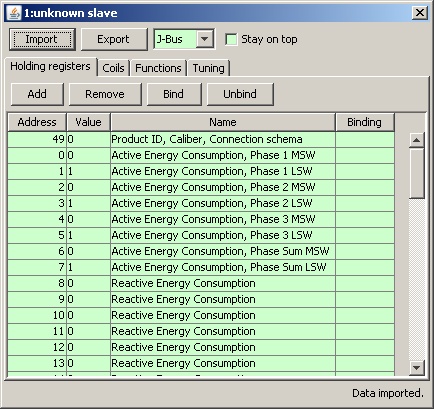 1:unknown slave
Import Export J-Bus Stay on top
Holding registers Coils Functions Tuning
Add Remove Bind Unbind
Address Value Name Binding
49 0 Product ID, Caliber, Connection schema
0 0 Active Energy Consumption, Phase 1 MSW
1 1 Active Energy Consumption, Phase 1 LSW
2 0 Active Energy Consumption, Phase 2 MSW
3 1 Active Energy Consumption, Phase 2 LSW
4 0 Active Energy Consumption, Phase 3 MSW
5 1 Active Energy Consumption, Phase 3 LSW
6 0 Active Energy Consumption, Phase Sum MSW
7 1 Active Energy Consumption, Phase Sum LSW
8 0 Reactive Energy Consumption
9 0 Reactive Energy Consumption
10 0 Reactive Energy Consumption
11 0 Reactive Energy Consumption
12 0 Reactive Energy Consumption
13 0 Reactive Energy Consumption
Data imported.